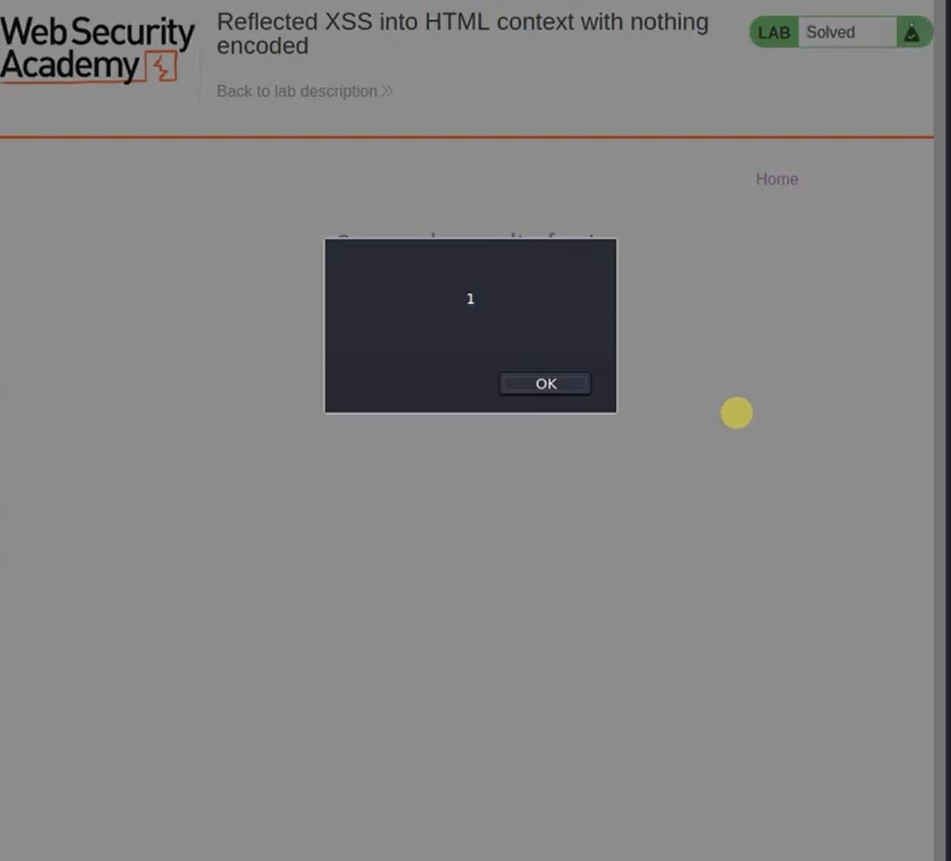 Web Security
Academy
Reflected XSS into HTML context with nothing
encoded
Back to lab description
LAB Solved
Home
1
OK